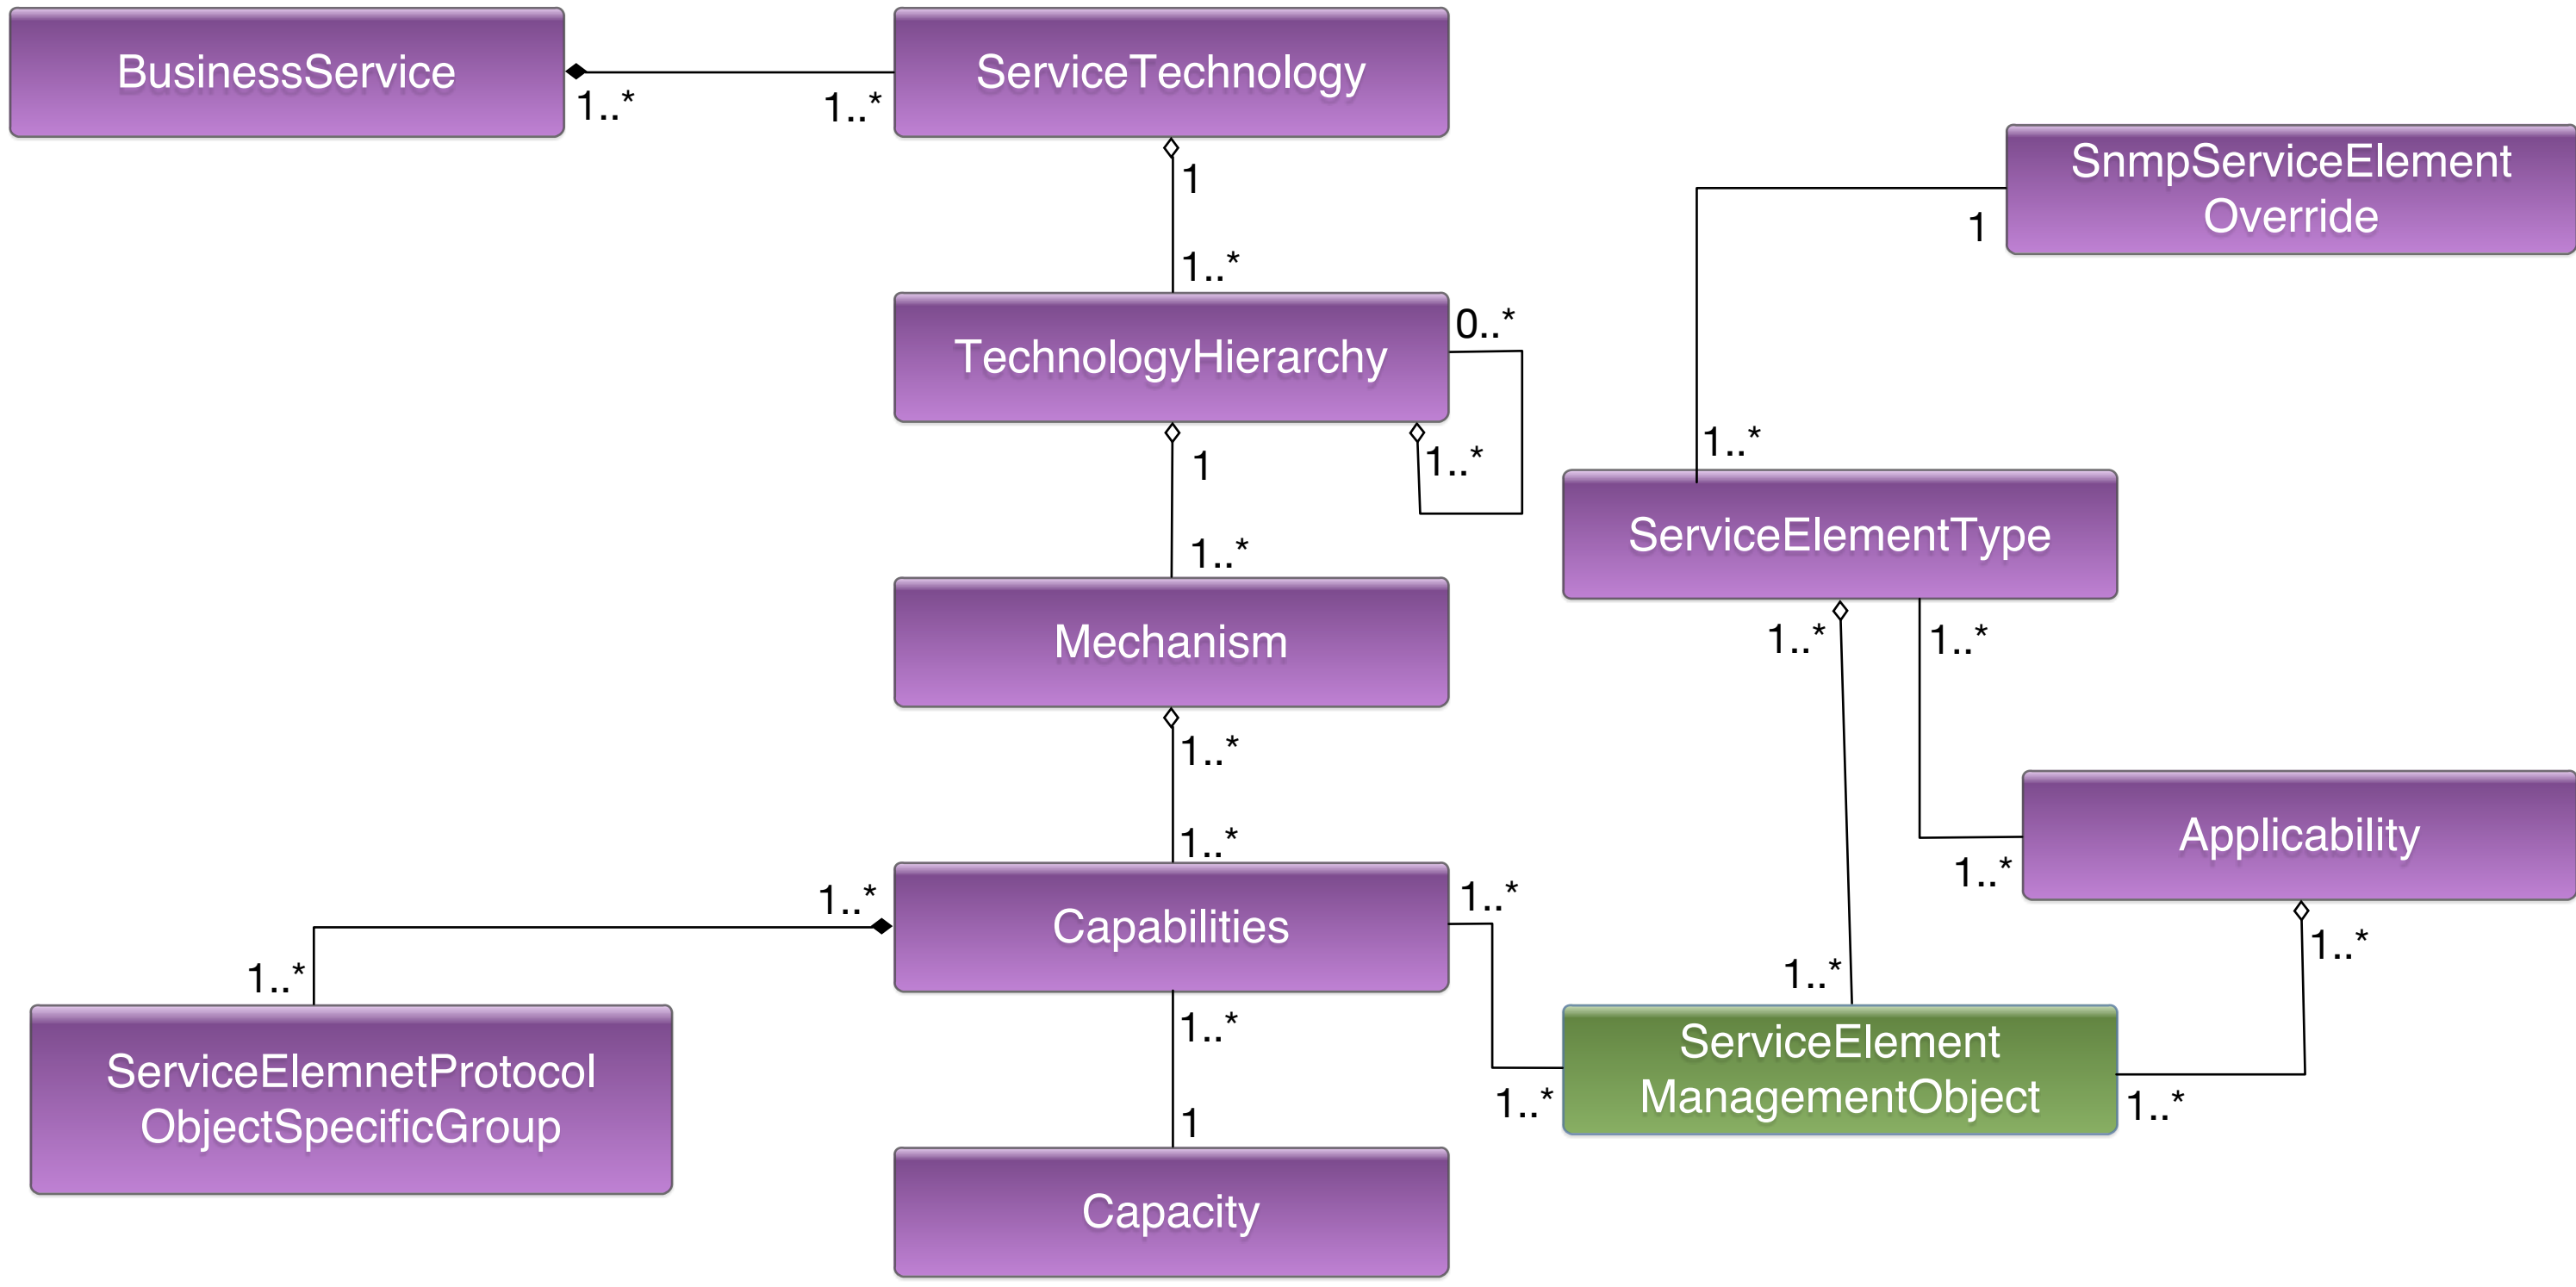 BusinessService
1..*
1..*
ServiceTechnology
1
1..*
SnmpServiceElement
Override
1
TechnologyHierarchy
0..*
1..*
1
1..*
1..*
ServiceElementType
1..*
1..*
Mechanism
1..*
1..*
Applicability
1..*
1..*
1..*
Capabilities
1..*
1..*
1..*
1..*
ServiceElemnetProtocol
ObjectSpecificGroup
1..*
1
ServiceElement
ManagementObject
1..*
1..*
Capacity